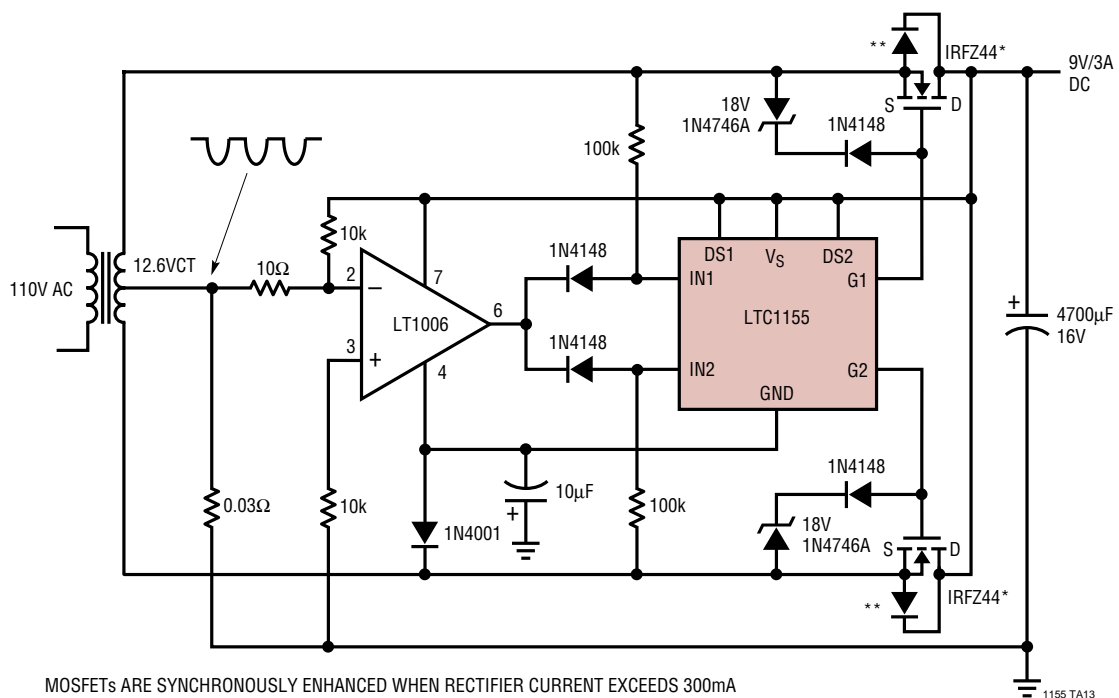 **
IRFZ44*
9V/3A
DC
18V
1N4746A
S
D
1N4148
100k
10k
12.6VCT
10Ω
2
–
7
1N4148
DS1
VS
DS2
IN1
G1
110V AC
LT1006
6
LTC1155
+
4700µF
16V
3
+
4
1N4148
IN2
G2
GND
1N4148
0.03Ω
10k
10µF
+
100k
18V
1N4746A
1N4001
S
D
**
IRFZ44*
MOSFETs ARE SYNCHRONOUSLY ENHANCED WHEN RECTIFIER CURRENT EXCEEDS 300mA
1155 TA13